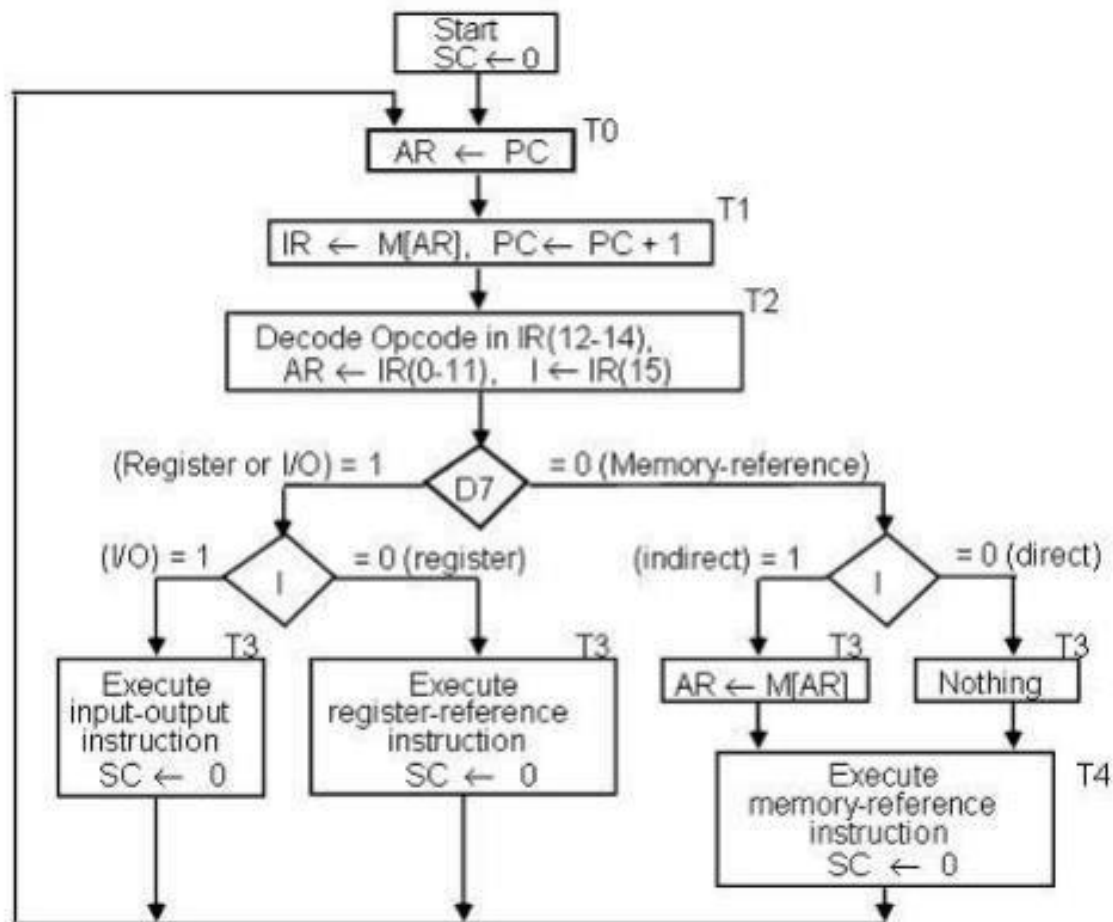 Start
SC ← 0
T0
AR ← PC
T1
IR ← M[AR], PC ← PC + 1
T2
Decode Opcode in IR(12-14),
AR ← IR(0-11), I ← IR(15)
(Register or I/O) = 1
D7
= 0 (Memory-reference)
(I/O) = 1
I
= 0 (register)
(indirect) = 1
I
= 0 (direct)
T3
Execute
input-output
instruction
SC ← 0
T3
Execute
register-reference
instruction
SC ← 0
T3
AR ← M[AR]
T3
Nothing
T4
Execute
memory-reference
instruction
SC ← 0